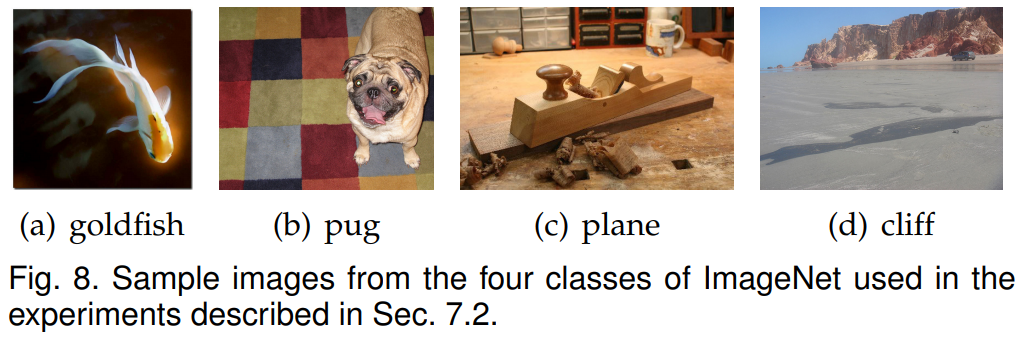 (a) goldfish
(b) pug
(c) plane
(d) cliff
Fig. 8. Sample images from the four classes of ImageNet used in the
experiments described in Sec. 7.2.